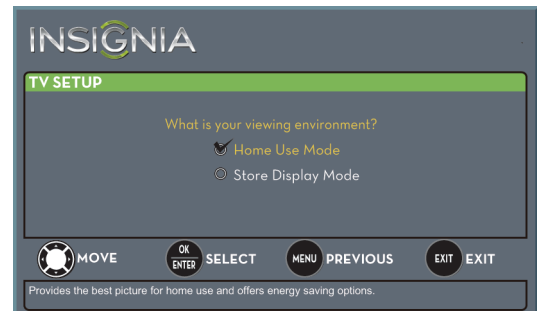 INSIGNIA
TV SETUP
What is your viewing environment?
Home Use Mode
Store Display Mode
MOVE OK ENTER SELECT MENU PREVIOUS EXIT EXIT
Provides the best picture for home use and offers energy saving options.